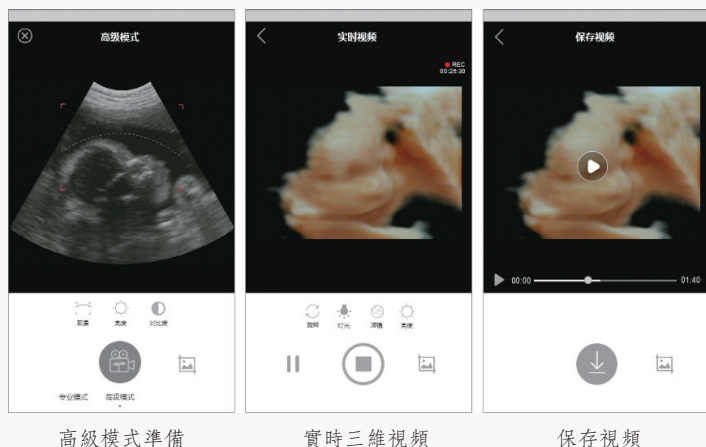 高级模式
实时视频
保存视频
REC
00:25:30
00:00
01:40
取景
亮度
对比度
旋转
灯光
滤镜
亮度
专业模式
高级模式
高級模式準備
實時三維視頻
保存視頻